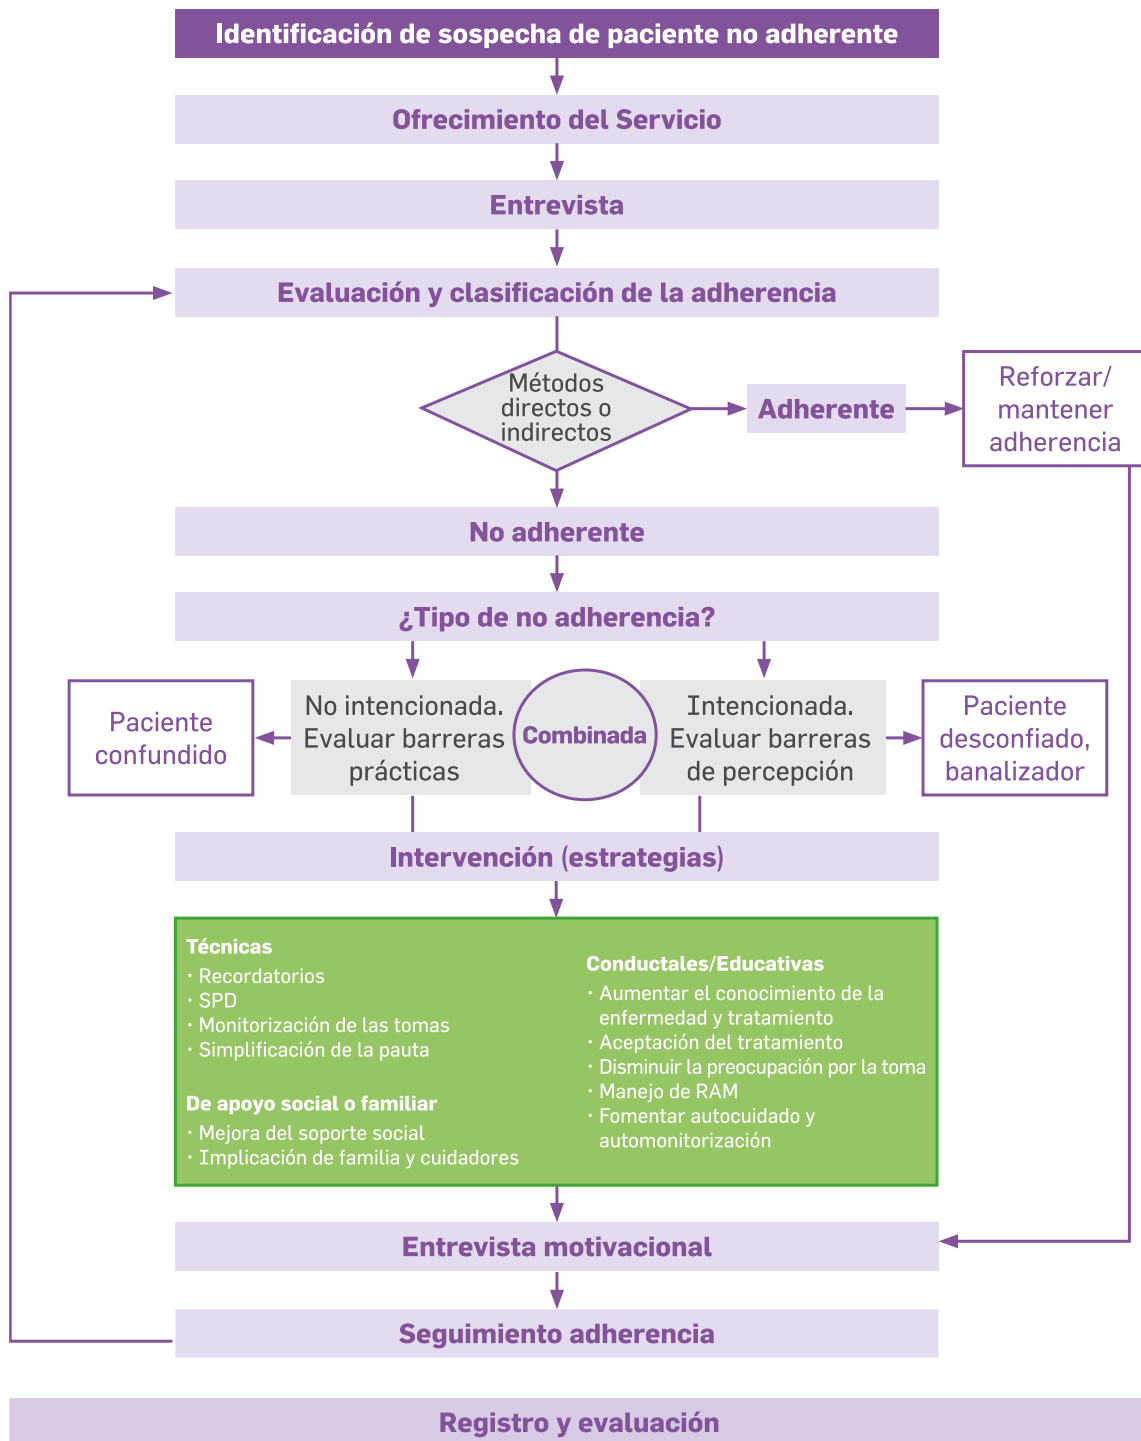 Identificación de sospecha de paciente no adherente
Ofrecimiento del Servicio
Entrevista
Evaluación y clasificación de la adherencia
Métodos
directos o
indirectos
Adherente
Reforzar/
mantener
adherencia
No adherente
¿Tipo de no adherencia?
Paciente
confundido
No intencionada.
Evaluar barreras
prácticas
Combinada
Intencionada.
Evaluar barreras
de percepción
Paciente
desconfiado,
banalizador
Intervención (estrategias)
Técnicas
· Recordatorios
· SPD
· Monitorización de las tomas
· Simplificación de la pauta
De apoyo social o familiar
· Mejora del soporte social
· Implicación de familia y cuidadores
Conductales/Educativas
· Aumentar el conocimiento de la
enfermedad y tratamiento
· Aceptación del tratamiento
· Disminuir la preocupación por la toma
· Manejo de RAM
· Fomentar autocuidado y
automonitorización
Entrevista motivacional
Seguimiento adherencia
Registro y evaluación